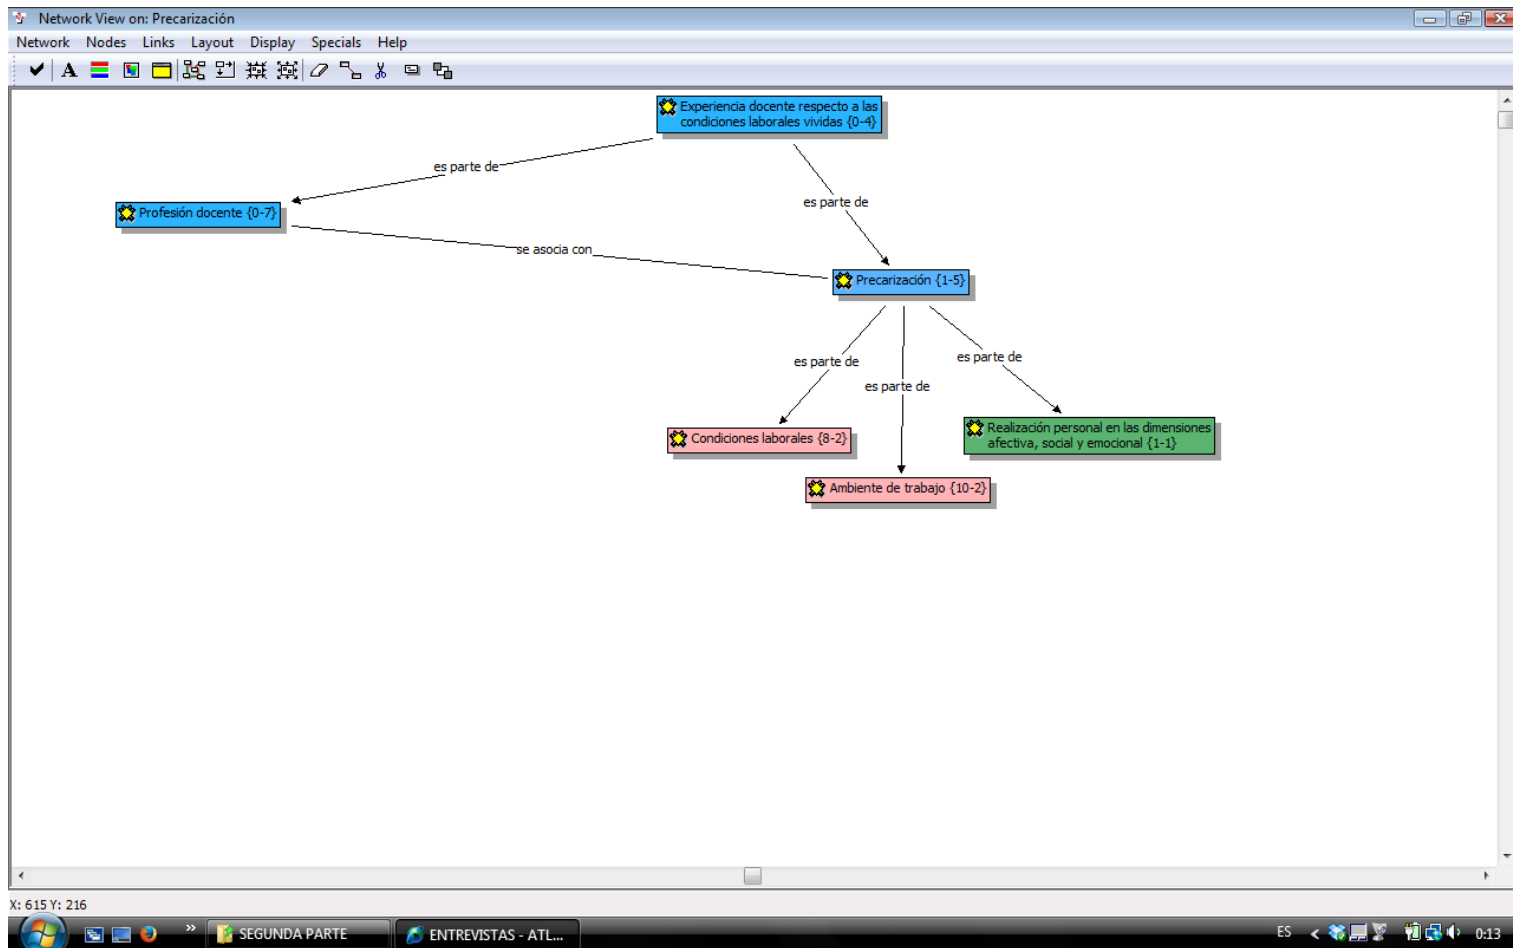 Network View on: Precarización
Network Nodes Links Layout Display Specials Help
A
Experiencia docente respecto a las
condiciones laborales vividas {0-4}
es parte de
es parte de
Profesión docente {0-7}
se asocia con
Precarización {1-5}
es parte de
es parte de
es parte de
Condiciones laborales {8-2}
Realización personal en las dimensiones
afectiva, social y emocional {1-1}
Ambiente de trabajo {10-2}
X: 615 Y: 216
» SEGUNDA PARTE ENTREVISTAS - ATL... ES < 0:13